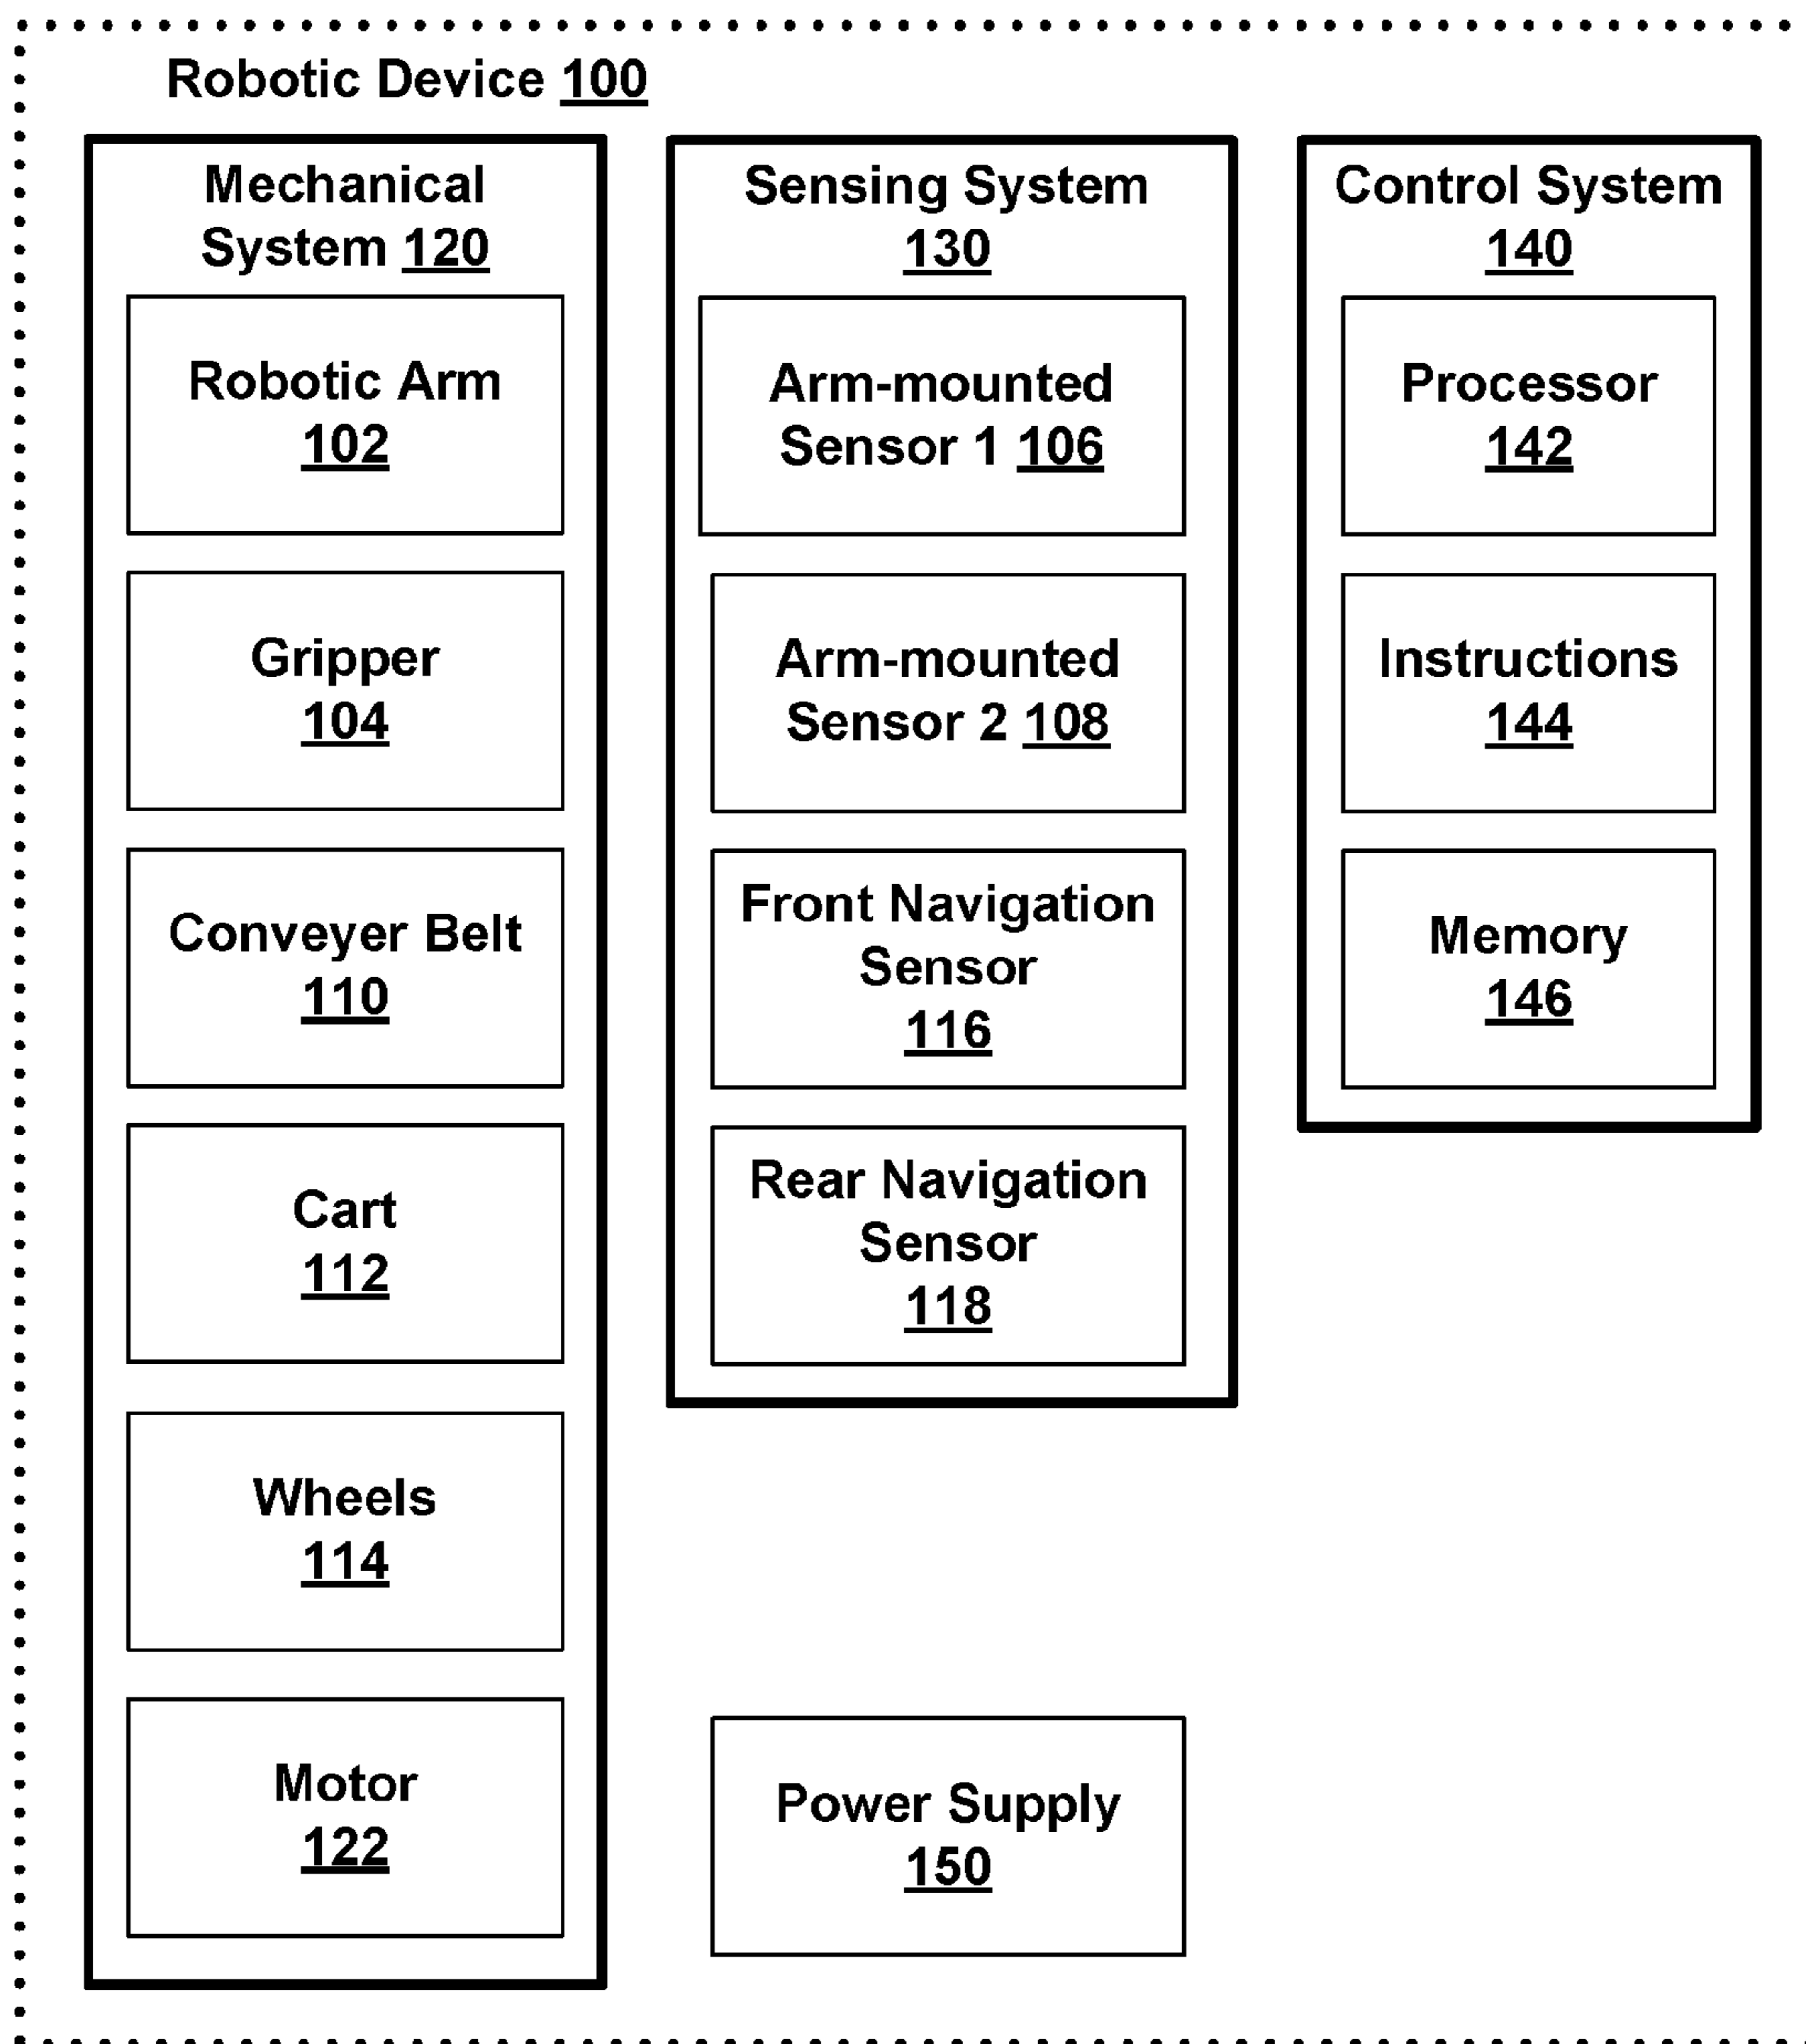 Robotic Device 100
Mechanical
System 120
Robotic Arm
102
Gripper
104
Conveyer Belt
110
Cart
112
Wheels
114
Motor
122
Sensing System
130
Arm-mounted
Sensor 1 106
Arm-mounted
Sensor 2 108
Front Navigation
Sensor
116
Rear Navigation
Sensor
118
Power Supply
150
Control System
140
Processor
142
Instructions
144
Memory
146